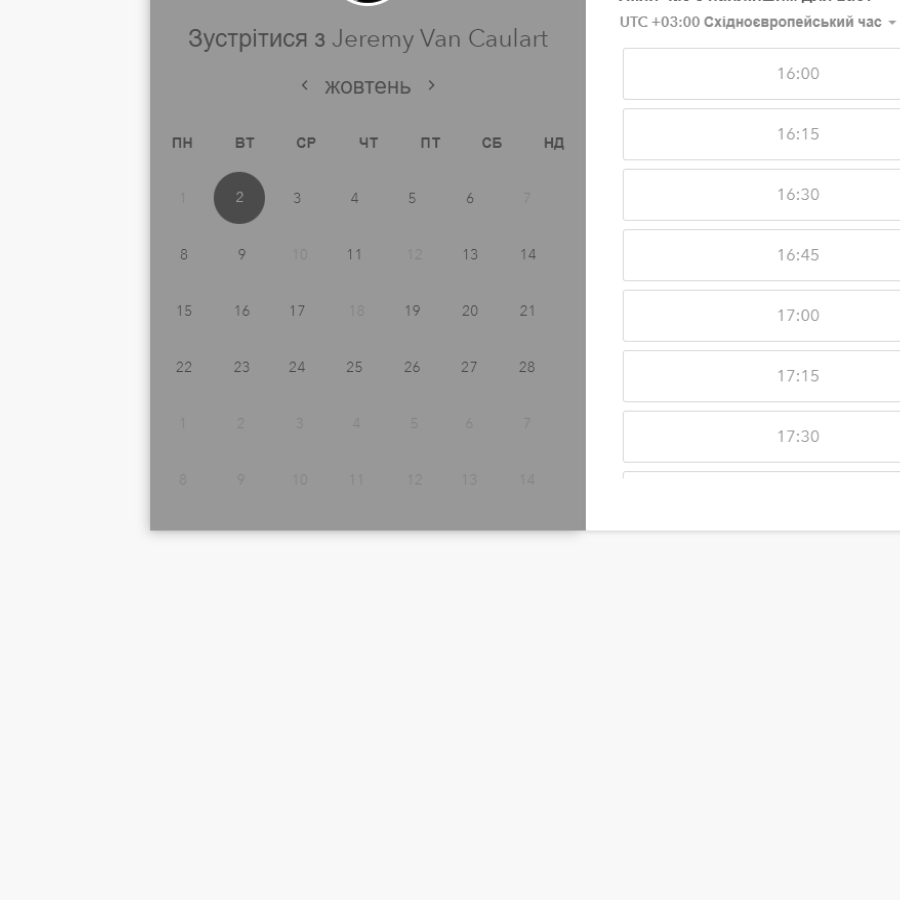 Зустрітися з Jeremy Van Caulart
жовтень
ПН ВТ СР ЧТ ПТ СБ НД
1 2 3 4 5 6 7
8 9 10 11 12 13 14
15 16 17 18 19 20 21
22 23 24 25 26 27 28
1 2 3 4 5 6 7
8 9 10 11 12 13 14
UTC +03:00 Східноєвропейський час
16:00
16:15
16:30
16:45
17:00
17:15
17:30